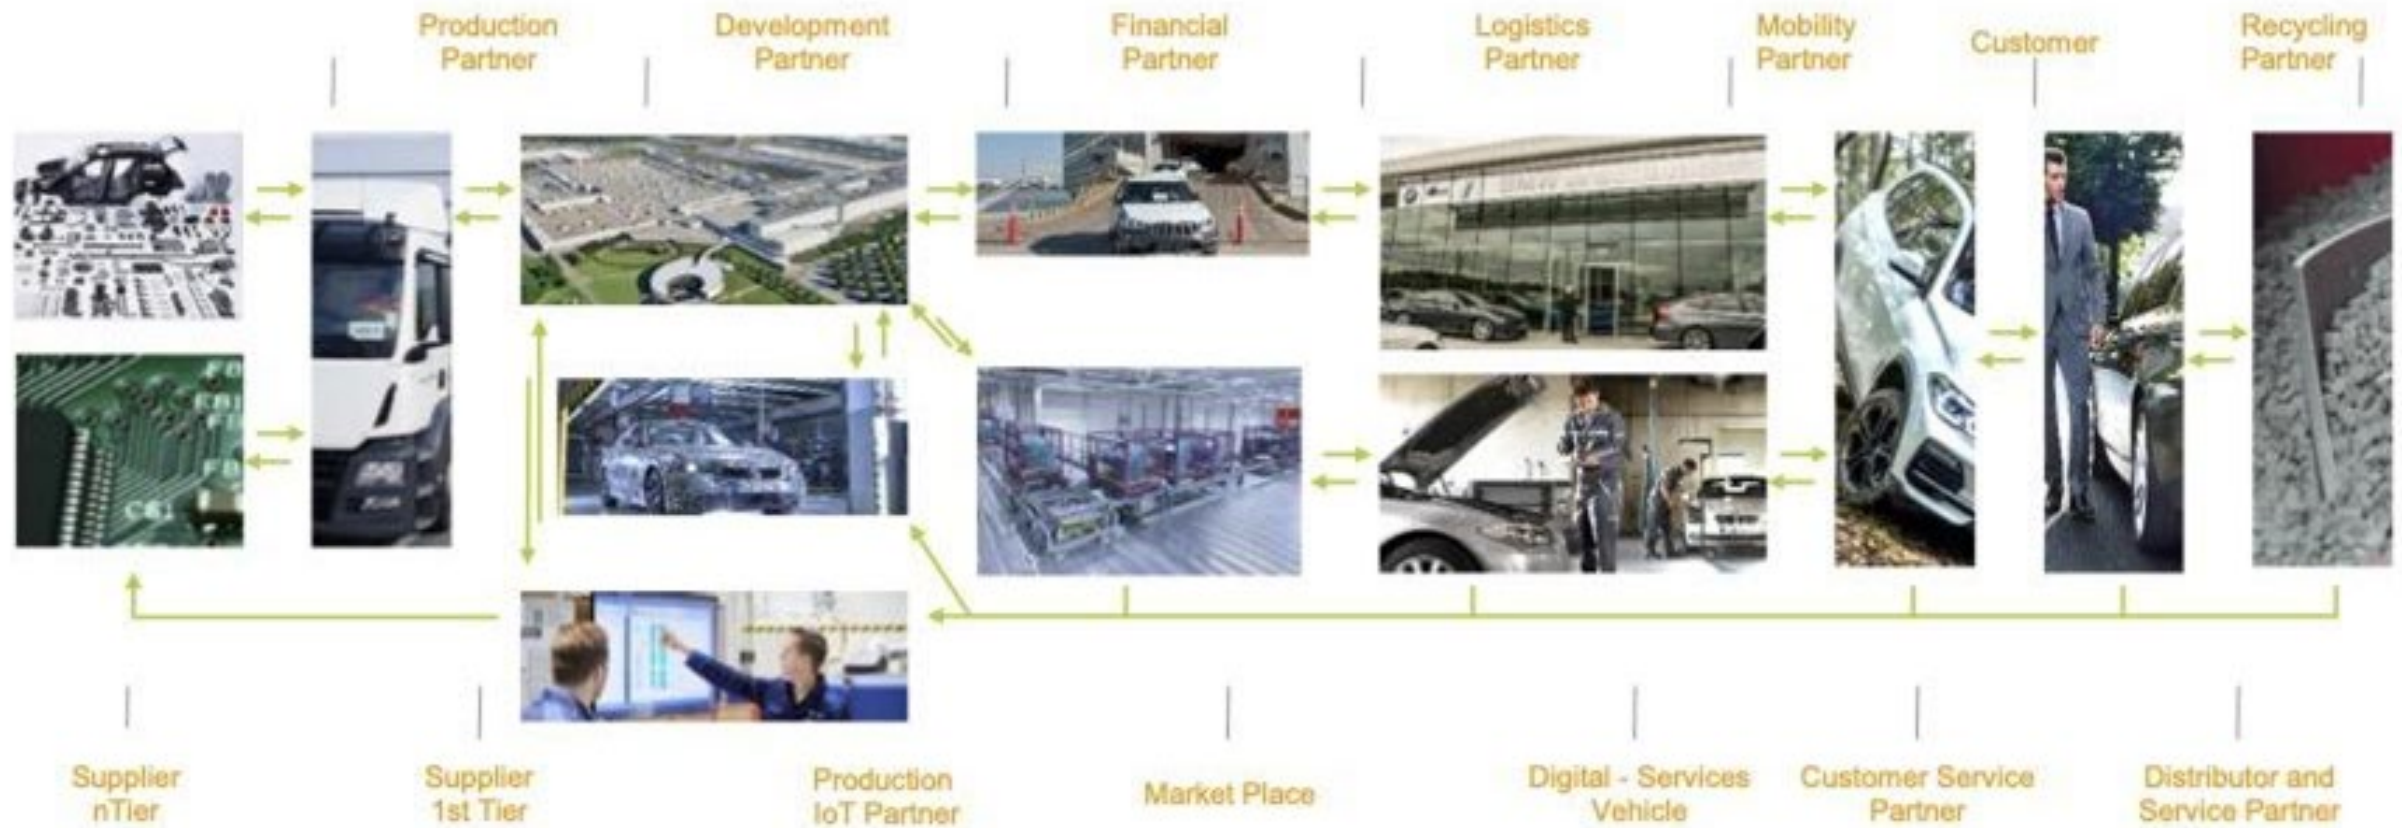 Production
Partner
Development
Partner
Financial
Partner
Logistics
Partner
Mobility
Partner
Customer
Recycling
Partner
Supplier
nTier
Supplier
1st Tier
Production
IoT Partner
Market Place
Digital - Services
Vehicle
Customer Service
Partner
Distributor and
Service Partner